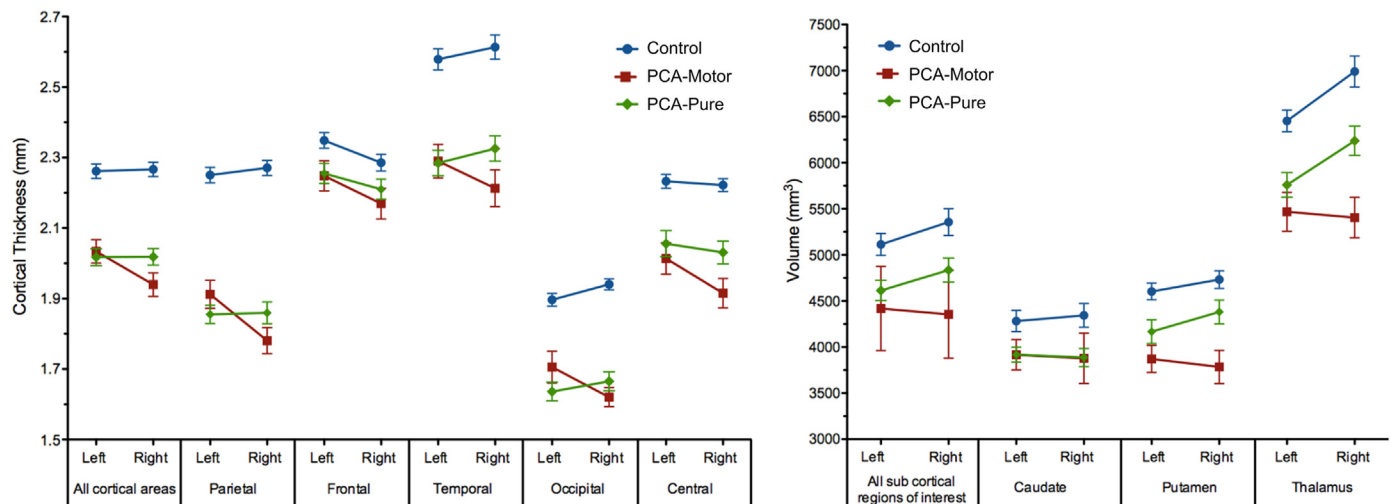 2.7
2.5
2.3
2.1
1.9
1.7
1.5
Cortical Thickness (mm)
Control
PCA-Motor
PCA-Pure
Left Right Left Right Left Right Left Right Left Right Left Right
All cortical areas Parietal Frontal Temporal Occipital Central
7500
7000
6500
6000
5500
5000
4500
4000
3500
3000
Volume (mm³)
Control
PCA-Motor
PCA-Pure
Left Right Left Right Left Right Left Right
All sub cortical
regions of interest Caudate Putamen Thalamus